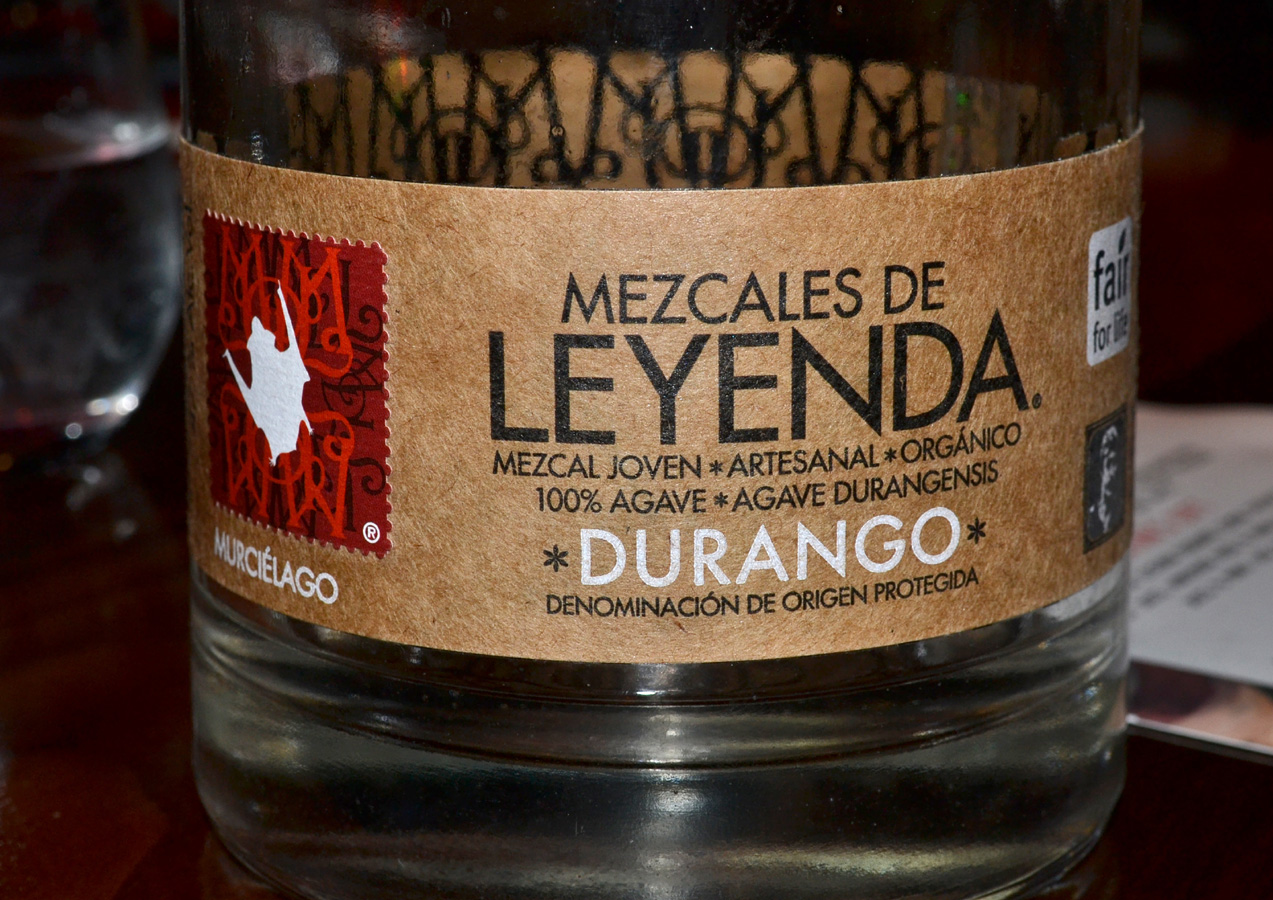 MEZCALES DE
LEYENDA®
MEZCAL JOVEN * ARTESANAL * ORGÁNICO
100% AGAVE * AGAVE DURANGENSIS
* DURANGO *
DENOMINACIÓN DE ORIGEN PROTEGIDA
®
MURCIÉLAGO
fair
for life